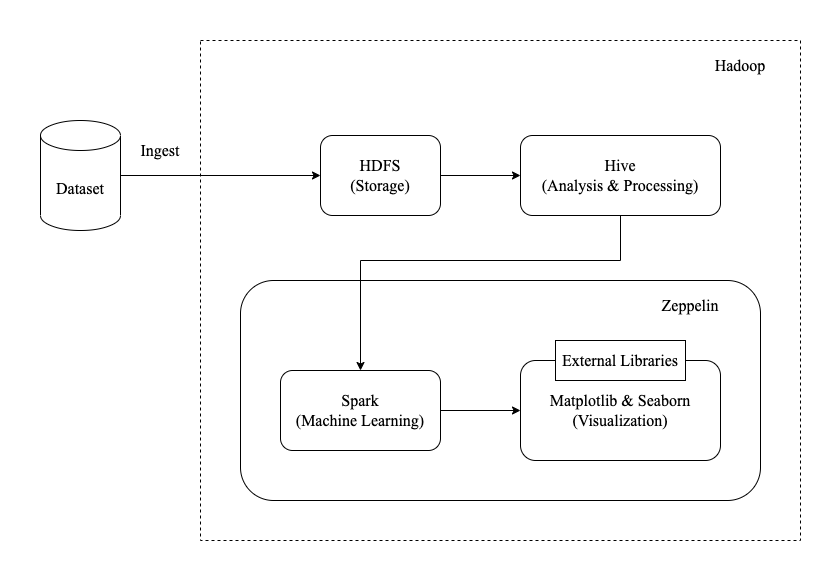 Hadoop
Ingest
Dataset
HDFS
(Storage)
Hive
(Analysis & Processing)
Zeppelin
External Libraries
Spark
(Machine Learning)
Matplotlib & Seaborn
(Visualization)